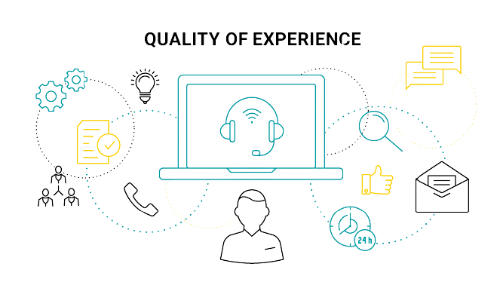 QUALITY OF EXPERIENCE
24h